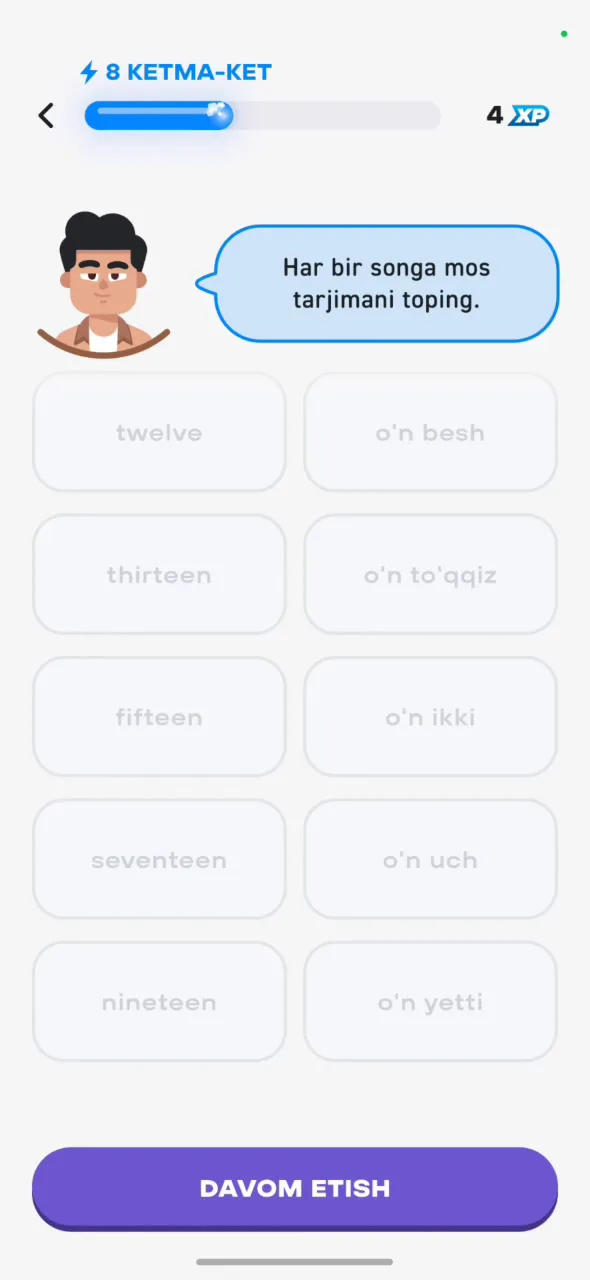 8 KETMA-KET
4 XP
Har bir songa mos
tarjimani toping.
twelve
o'n besh
thirteen
o'n to'qqiz
fifteen
o'n ikki
seventeen
o'n uch
nineteen
o'n yetti
DAVOM ETISH